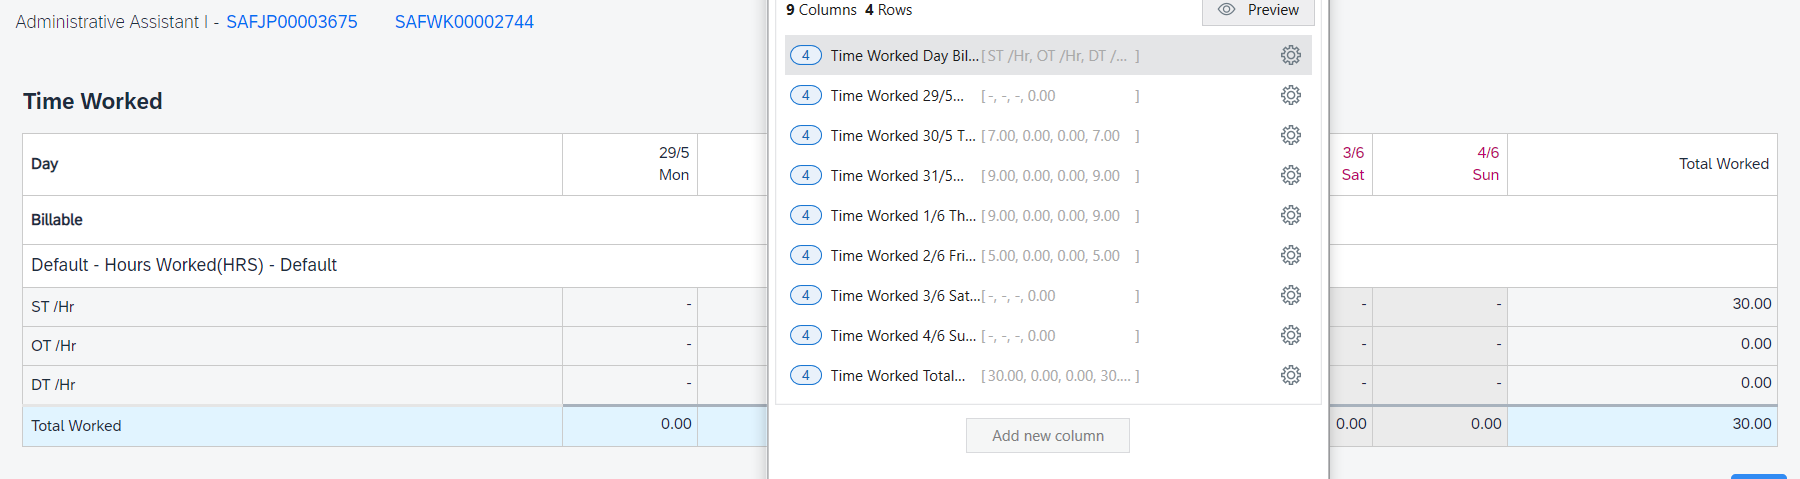 Administrative Assistant I - SAFJP00003675 SAFWK00002744
9 Columns 4 Rows
Preview
4 Time Worked Day Bil... [ ST /Hr, OT /Hr, DT /... ]
4 Time Worked 29/5... [ -, -, -, 0.00 ]
4 Time Worked 30/5 T... [ 7.00, 0.00, 0.00, 7.00 ]
4 Time Worked 31/5... [ 9.00, 0.00, 0.00, 9.00 ]
4 Time Worked 1/6 Th... [ 9.00, 0.00, 0.00, 9.00 ]
4 Time Worked 2/6 Fri... [ 5.00, 0.00, 0.00, 5.00 ]
4 Time Worked 3/6 Sat... [ -, -, -, 0.00 ]
4 Time Worked 4/6 Su... [ -, -, -, 0.00 ]
4 Time Worked Total... [ 30.00, 0.00, 0.00, 30.... ]
Add new column
Time Worked
Day 29/5 Mon 3/6 Sat 4/6 Sun Total Worked
Billable
Default - Hours Worked(HRS) - Default
ST /Hr - - - 30.00
OT /Hr - - - 0.00
DT /Hr - - - 0.00
Total Worked 0.00 0.00 0.00 30.00